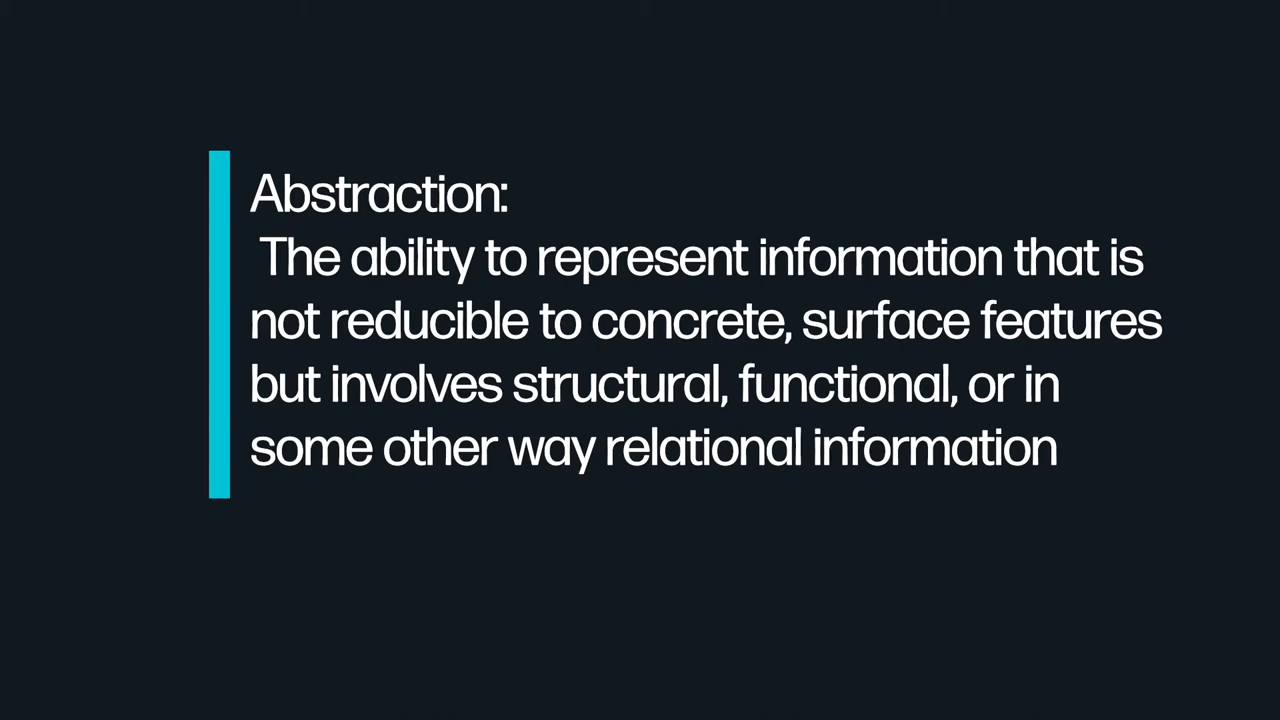 Abstraction:
The ability to represent information that is
not reducible to concrete, surface features
but involves structural, functional, or in
some other way relational information